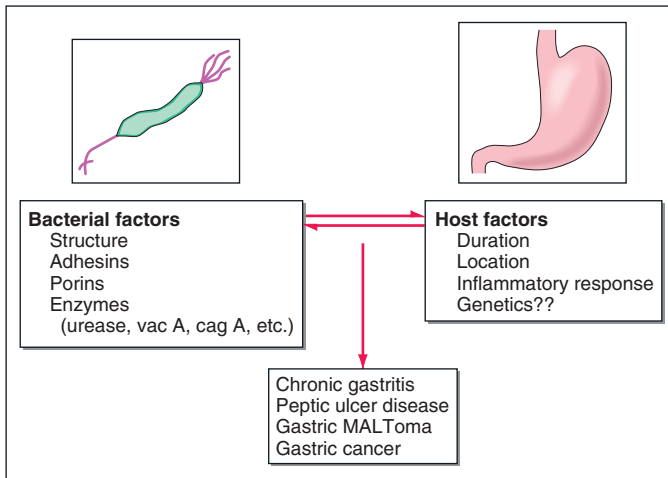 Bacterial factors
Structure
Adhesins
Porins
Enzymes
(urease, vac A, cag A, etc.)
Host factors
Duration
Location
Inflammatory response
Genetics??
Chronic gastritis
Peptic ulcer disease
Gastric MALToma
Gastric cancer